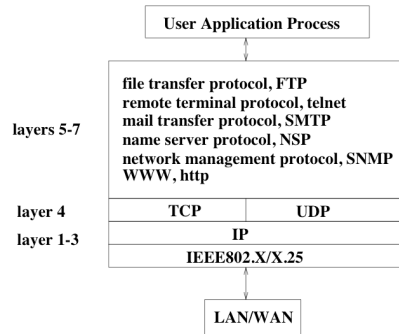 User Application Process
file transfer protocol, FTP
remote terminal protocol, telnet
mail transfer protocol, SMTP
layers 5-7
name server protocol, NSP
network management protocol, SNMP
WWW, http
layer 4 TCP UDP
layer 1-3 IP
IEEE802.X/X.25
LAN/WAN